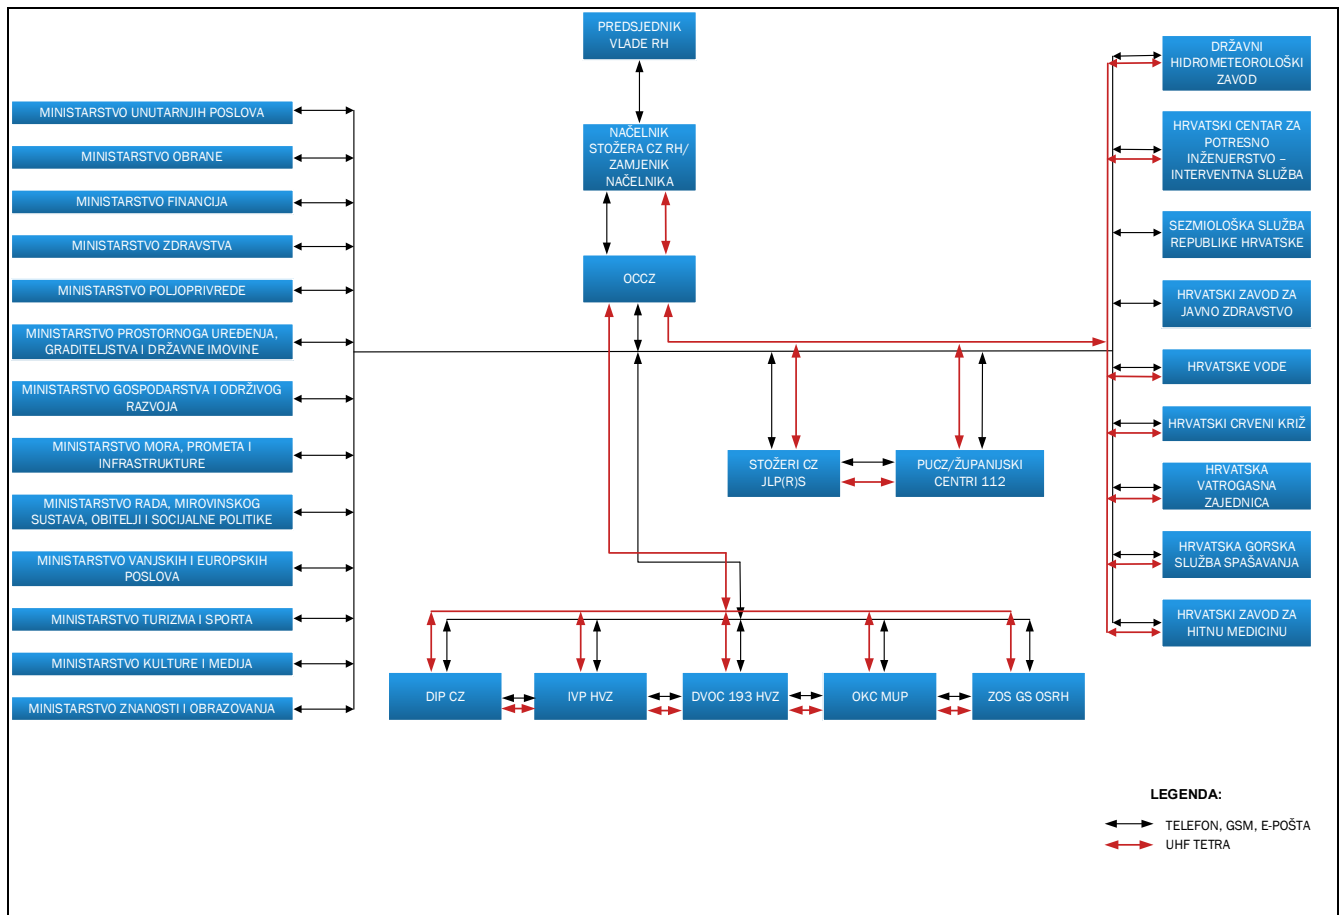 PREDSJEDNIK
VLADE RH
NAČELNIK
STOŽERA CZ RH/
ZAMJENIK
NAČELNIKA
OCCZ
MINISTARSTVO UNUTARNJIH POSLOVA
MINISTARSTVO OBRANE
MINISTARSTVO FINANCIJA
MINISTARSTVO ZDRAVSTVA
MINISTARSTVO POLJOPRIVREDE
MINISTARSTVO PROSTORNOGA UREĐENJA,
GRADITELJSTVA I DRŽAVNE IMOVINE
MINISTARSTVO GOSPODARSTVA I ODRŽIVOG
RAZVOJA
MINISTARSTVO MORA, PROMETA I
INFRASTRUKTURE
MINISTARSTVO RADA, MIROVINSKOG
SUSTAVA, OBITELJI I SOCIJALNE POLITIKE
MINISTARSTVO VANJSKIH I EUROPSKIH
POSLOVA
MINISTARSTVO TURIZMA I SPORTA
MINISTARSTVO KULTURE I MEDIJA
MINISTARSTVO ZNANOSTI I OBRAZOVANJA
STOŽERI CZ
JLP(R)S
PUCZ/ŽUPANIJSKI
CENTRI 112
DIP CZ
IVP HVZ
DVOC 193 HVZ
OKC MUP
ZOS GS OSRH
DRŽAVNI
HIDROMETEOROLOŠKI
ZAVOD
HRVATSKI CENTAR ZA
POTRESNO
INŽENJERSTVO –
INTERVENTNA SLUŽBA
SEZMIOLOŠKA SLUŽBA
REPUBLIKE HRVATSKE
HRVATSKI ZAVOD ZA
JAVNO ZDRAVSTVO
HRVATSKE VODE
HRVATSKI CRVENI KRIŽ
HRVATSKA
VATROGASNA
ZAJEDNICA
HRVATSKA GORSKA
SLUŽBA SPAŠAVANJA
HRVATSKI ZAVOD ZA
HITNU MEDICINU
LEGENDA:
TELEFON, GSM, E-POŠTA
UHF TETRA